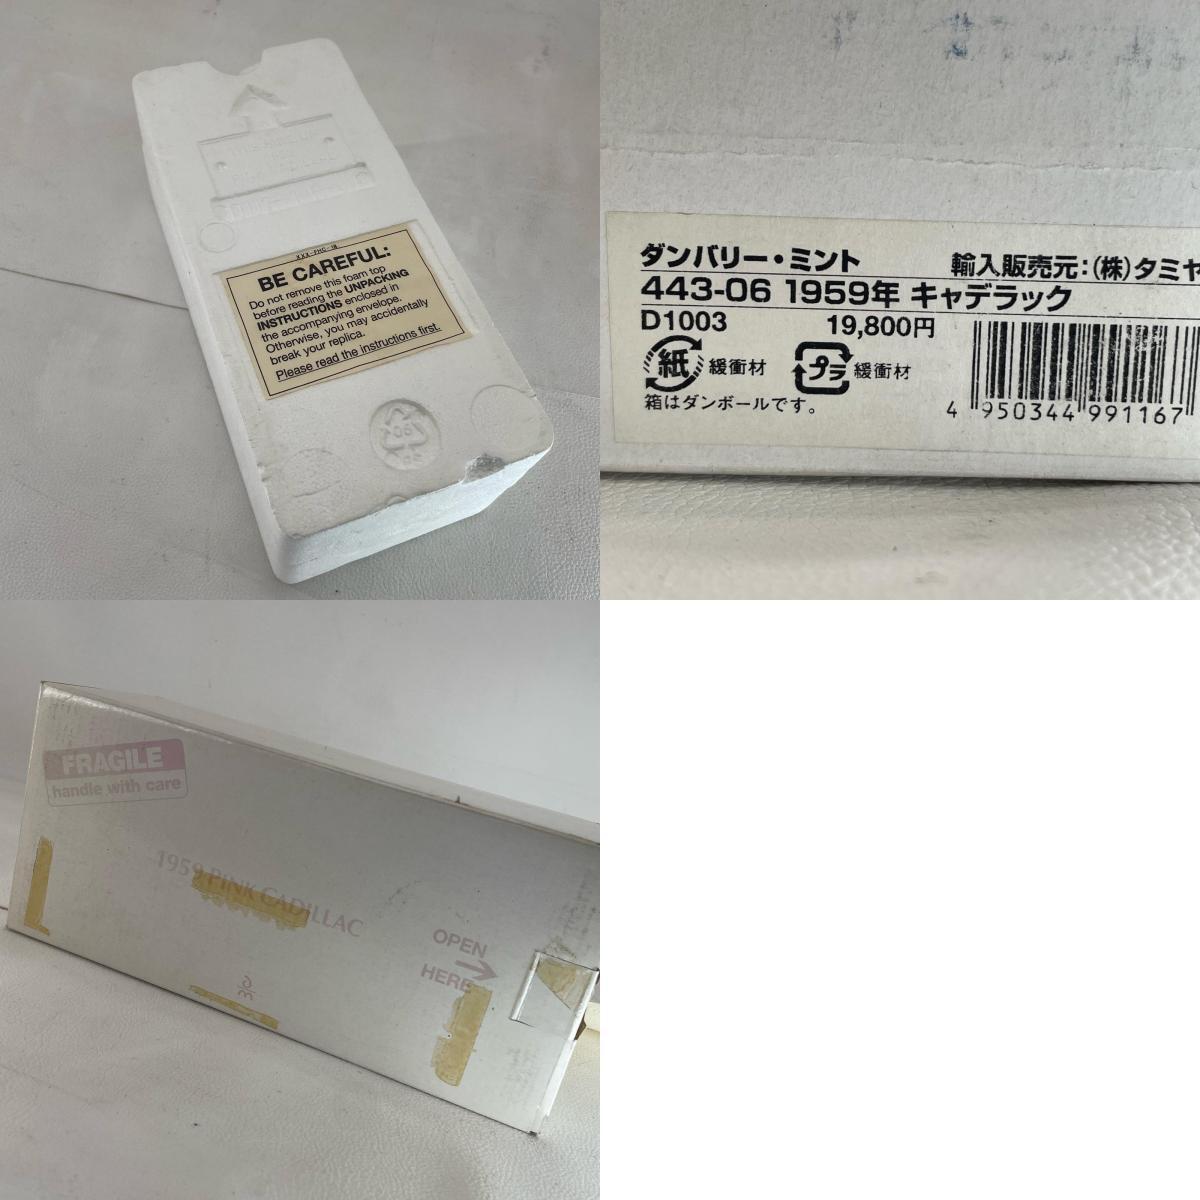 XXX-PHC-IM
BE CAREFUL:
Do not remove this foam top
before reading the UNPACKING
INSTRUCTIONS enclosed in
the accompanying envelope.
Otherwise, you may accidentally
break your replica.
Please read the instructions first.
06
ダンバリー・ミント 輸入販売元:(株)タミヤ
443-06 1959年 キャデラック
D1003 19,800円
紙 緩衝材 プラ 緩衝材
箱はダンボールです。
4 950344 991167
FRAGILE
handle with care
1959 PINK CADILLAC
OPEN
HERE